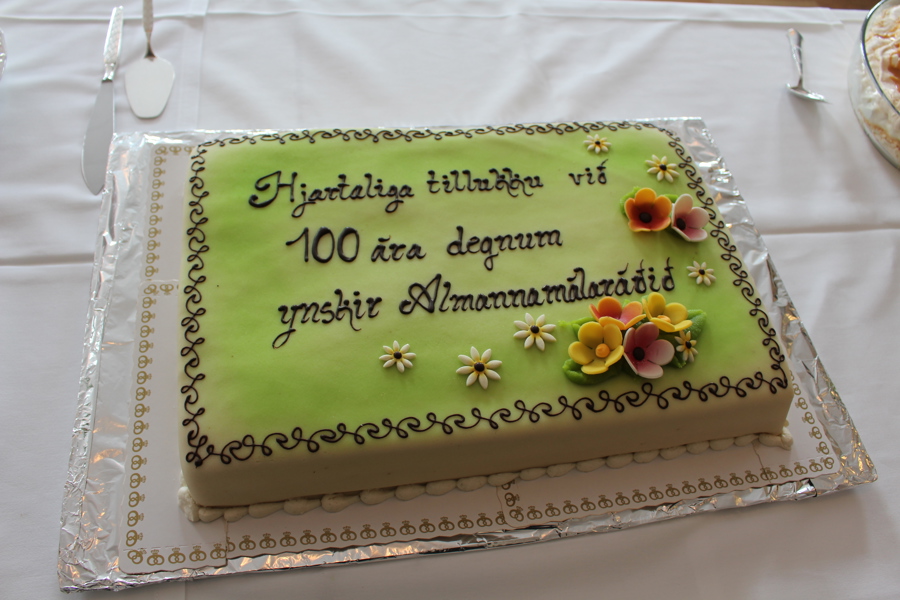 Hjartaliga tillukku við
100 ára degnum
ynskir Almannamálaráðið